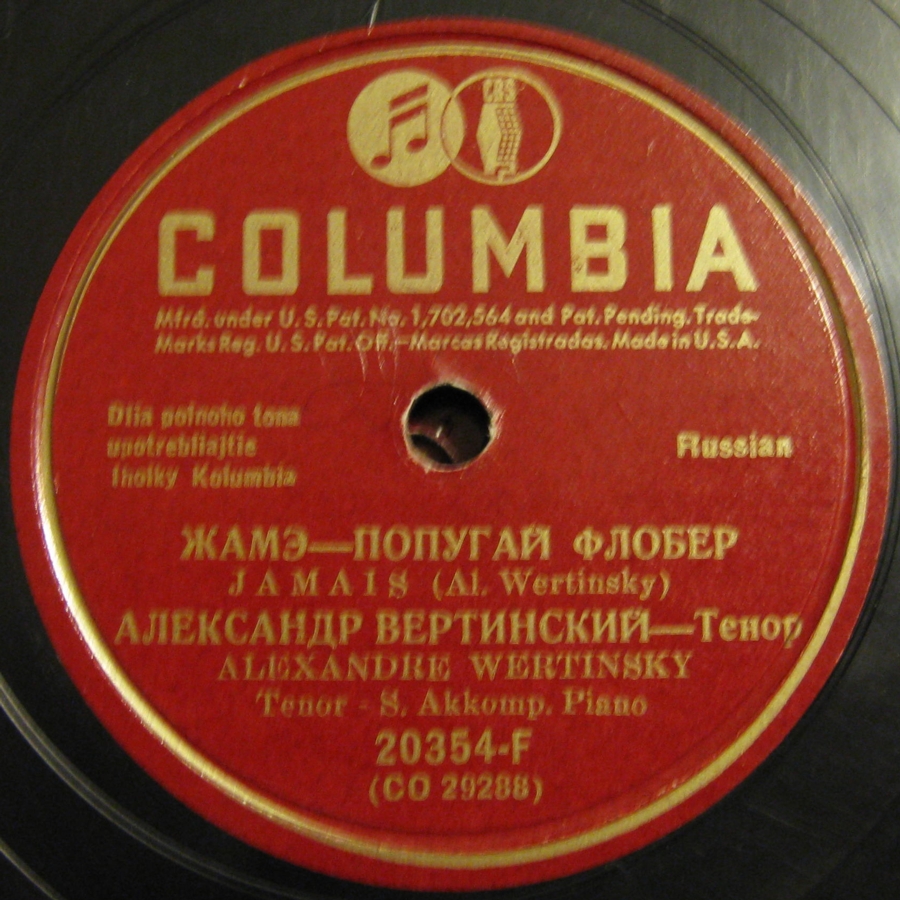 CBS
COLUMBIA
Mfrd. under U.S. Pat. No. 1,702,564 and Pat. Pending. Trade-
Marks Reg. U.S. Pat. Off.—Marcas Registradas. Made in U.S.A.
Dlia polnoho tona
upotrebliajtie
Iholky Kolumbia
Russian
ЖАМЭ—ПОПУГАЙ ФЛОБЕР
JAMAIS (Al. Wertinsky)
АЛЕКСАНДР ВЕРТИНСКИЙ—Тенор
ALEXANDRE WERTINSKY
Tenor - S. Akkomp. Piano
20354-F
(CO 29288)